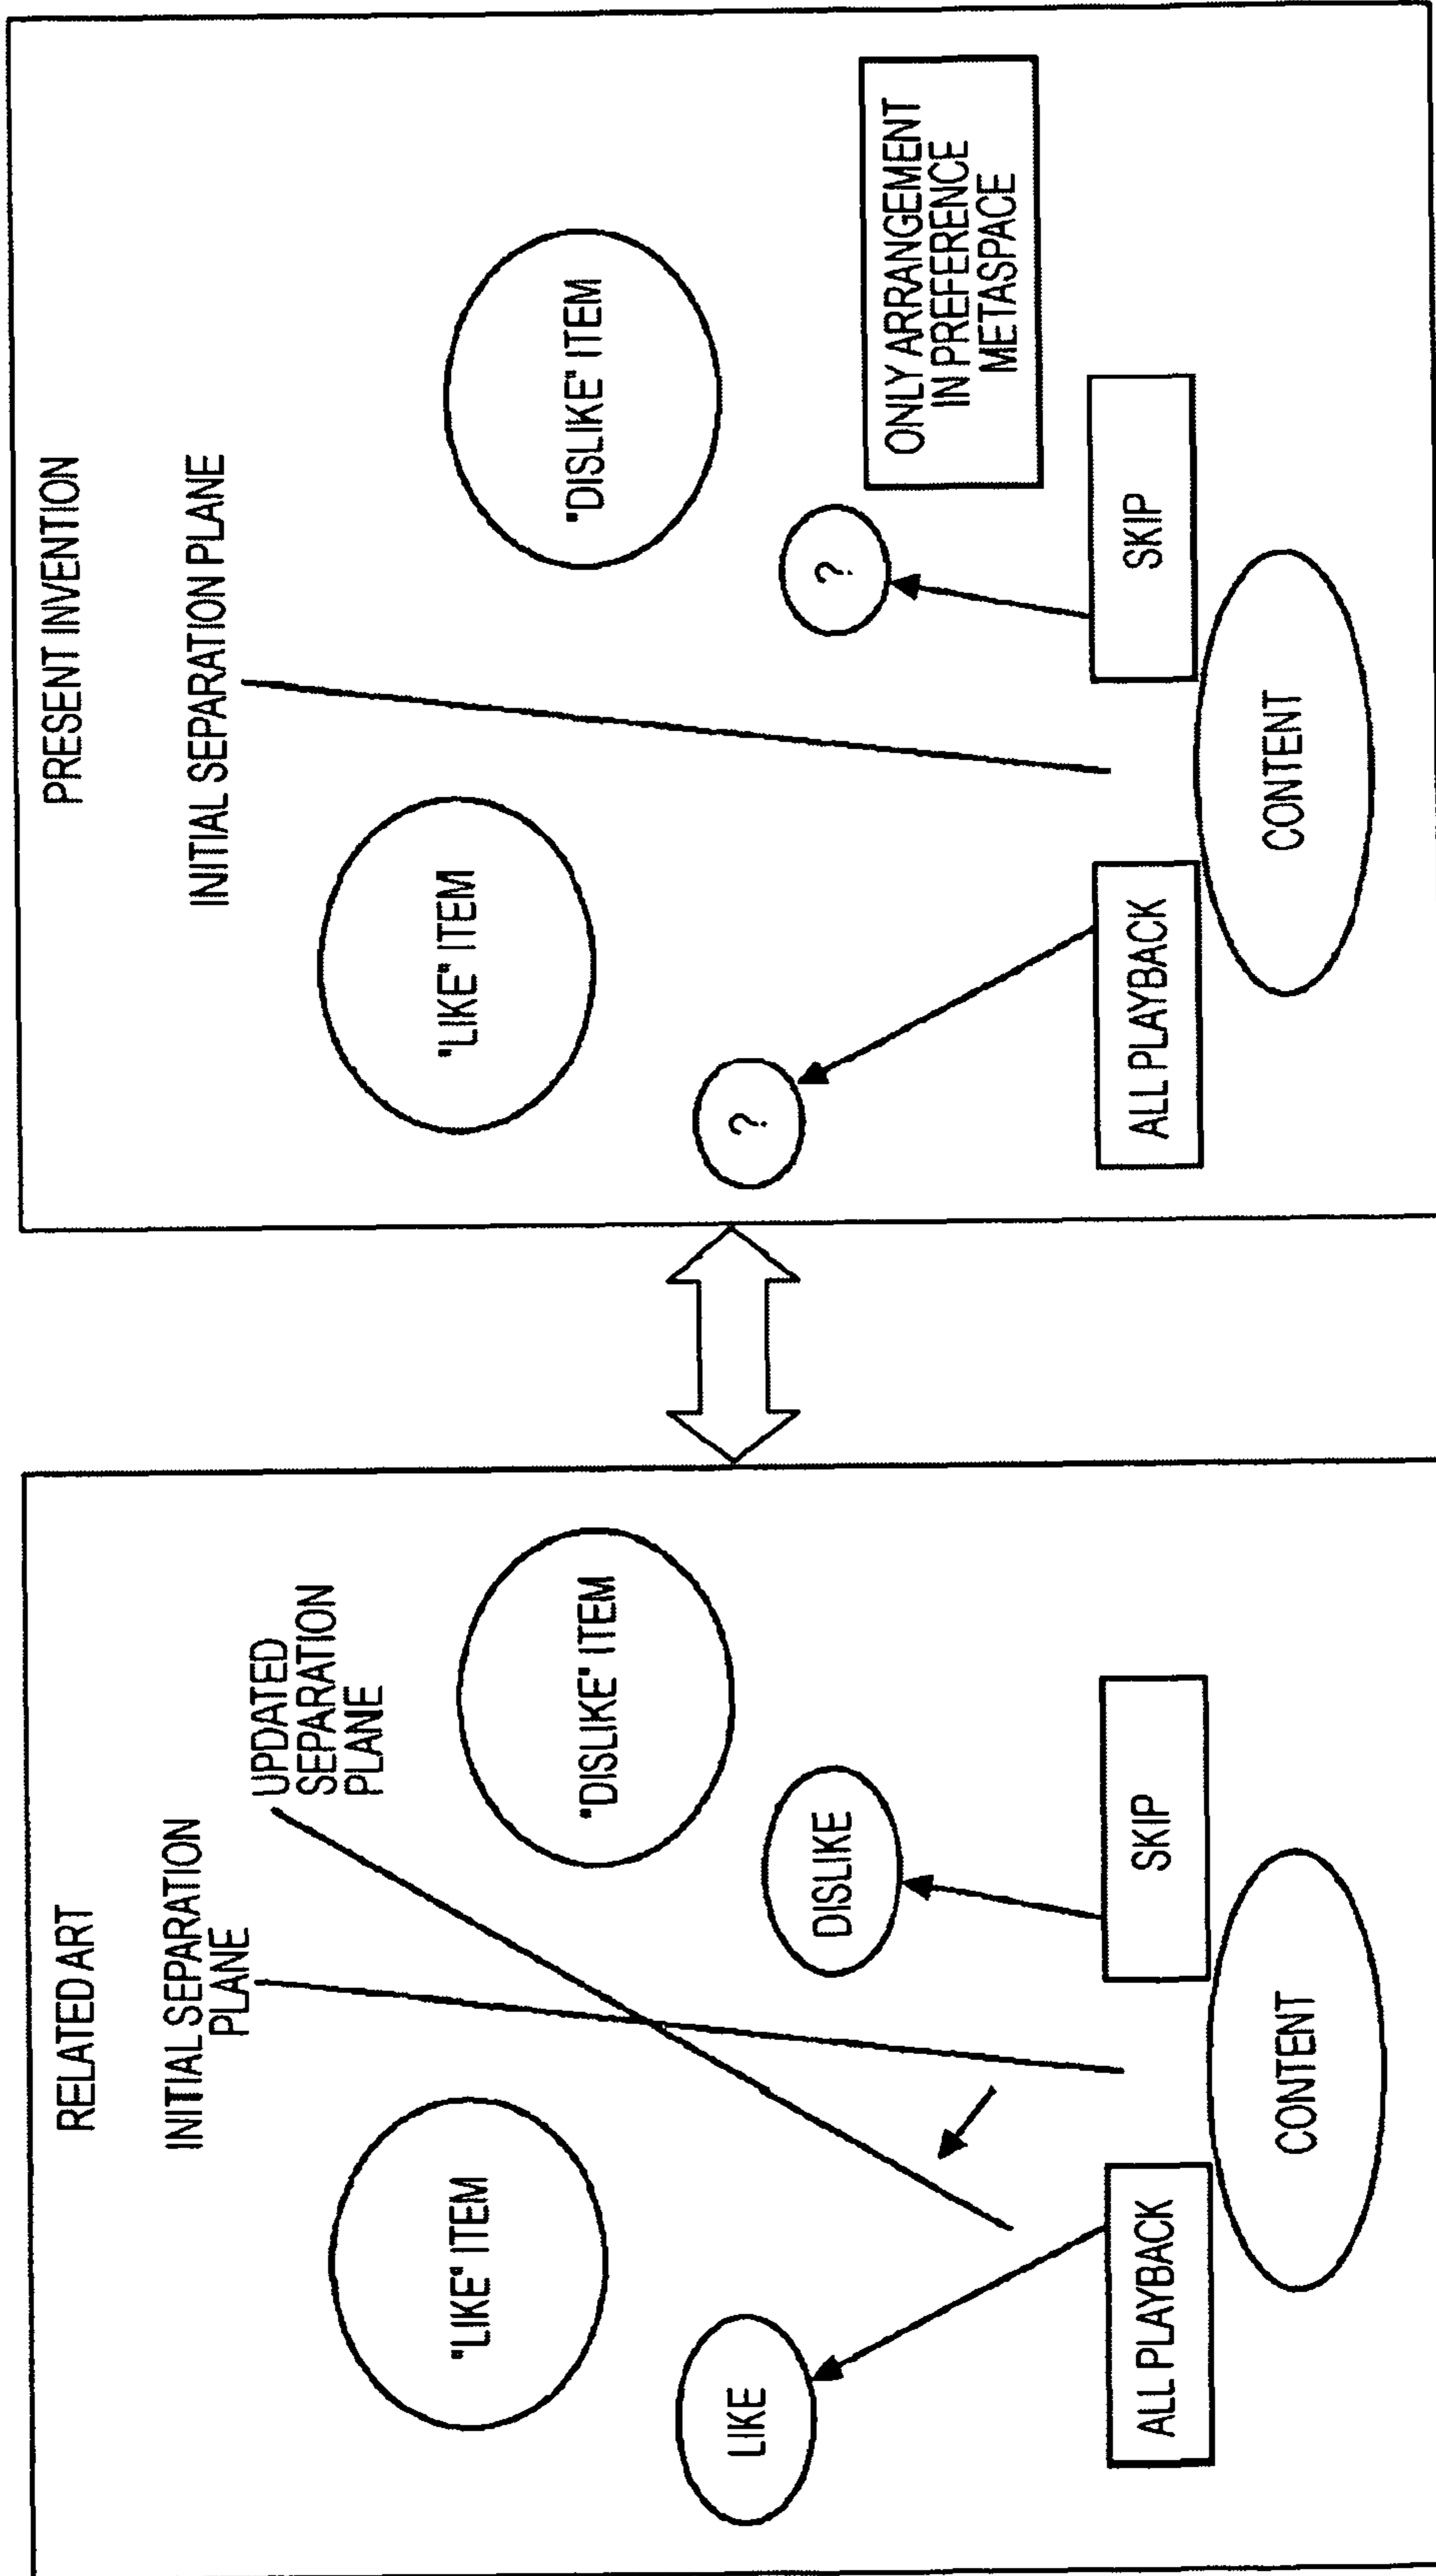 RELATED ART
INITIAL SEPARATION
PLANE
UPDATED
SEPARATION
PLANE
"LIKE" ITEM
"DISLIKE" ITEM
LIKE
DISLIKE
ALL PLAYBACK
SKIP
CONTENT
PRESENT INVENTION
INITIAL SEPARATION PLANE
"LIKE" ITEM
"DISLIKE" ITEM
?
?
ONLY ARRANGEMENT
IN PREFERENCE
METASPACE
ALL PLAYBACK
SKIP
CONTENT